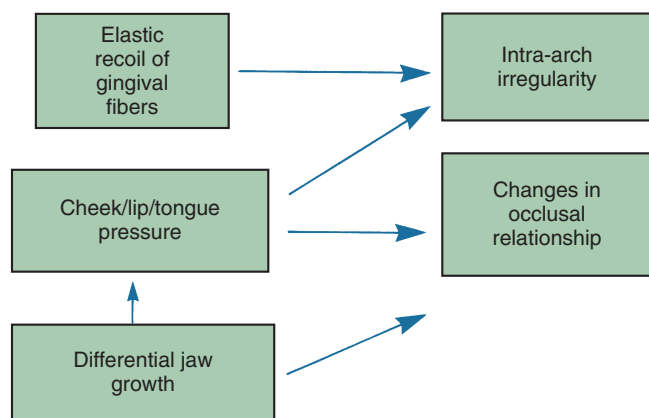 Elastic
recoil of
gingival
fibers
Intra-arch
irregularity
Cheek/lip/tongue
pressure
Changes in
occlusal
relationship
Differential jaw
growth